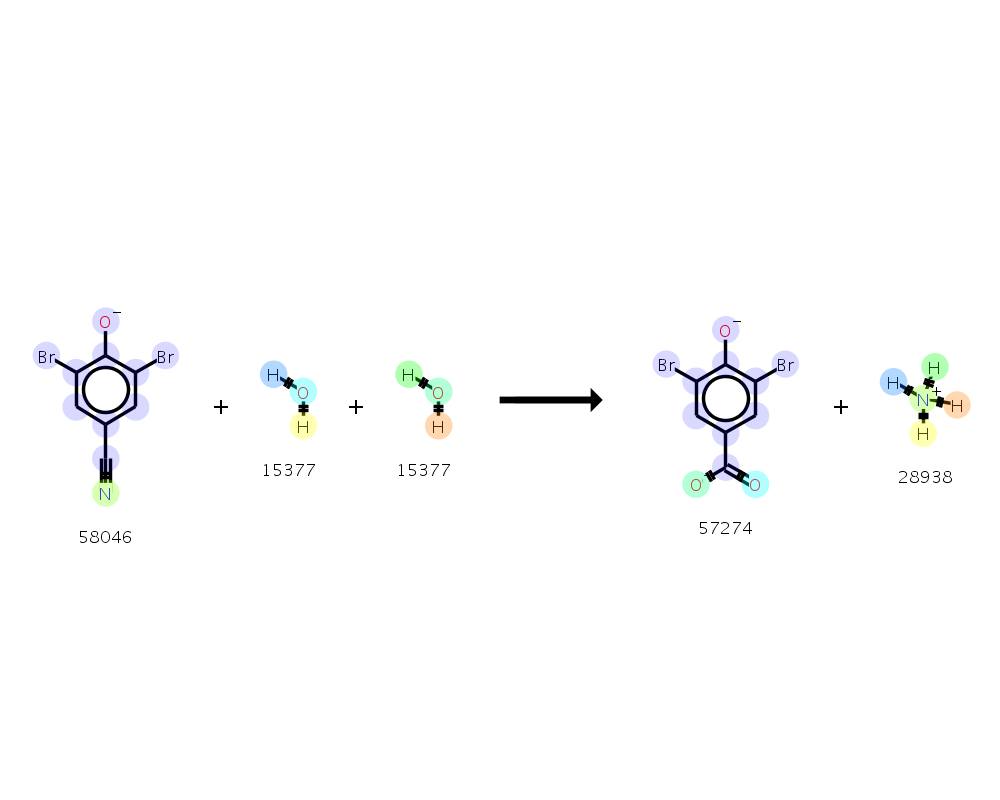 O−
Br Br
N
58046
+
H O
H
15377
+
H O
H
15377
O−
Br Br
O O
57274
+
H
H N+ H
H
28938